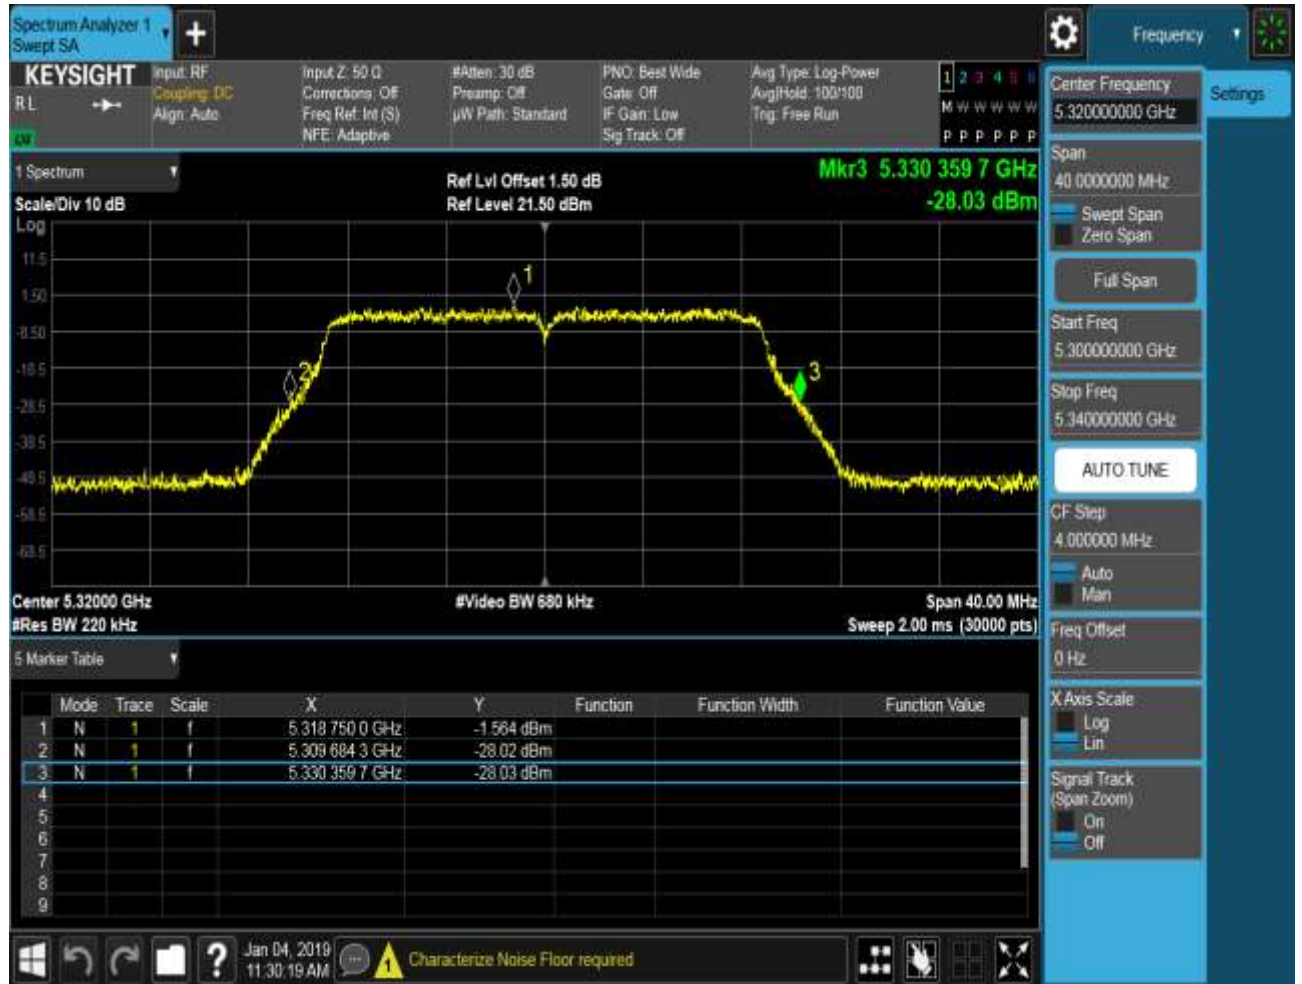 Spectrum Analyzer 1
Swept SA
Frequency
KEYSIGHT
RL
Input: RF
Coupling: DC
Align: Auto
Input Z: 50 Ω
Corrections: Off
Freq Ref: Int (S)
NFE: Adaptive
#Atten: 30 dB
Preamp: Off
µW Path: Standard
PNO: Best Wide
Gate: Off
IF Gain: Low
Sig Track: Off
Avg Type: Log-Power
Avg|Hold: 100/100
Trig: Free Run
1 2 3 4 5 6
M W W W W W
P P P P P P
1 Spectrum
Scale/Div 10 dB
Log
Ref Lvl Offset 1.50 dB
Ref Level 21.50 dBm
Mkr3 5.330 359 7 GHz
-28.03 dBm
11.5
1.50
-8.50
-18.5
-28.5
-38.5
-48.5
-58.5
-68.5
1
2
3
Center 5.32000 GHz
#Res BW 220 kHz
#Video BW 680 kHz
Span 40.00 MHz
Sweep 2.00 ms (30000 pts)
5 Marker Table
Mode Trace Scale X Y Function Function Width Function Value
1 N 1 f 5.318 750 0 GHz -1.564 dBm
2 N 1 f 5.309 684 3 GHz -28.02 dBm
3 N 1 f 5.330 359 7 GHz -28.03 dBm
4
5
6
7
8
9
Jan 04, 2019
11:30:19 AM
Characterize Noise Floor required
Center Frequency
5.320000000 GHz
Settings
Span
40.0000000 MHz
Swept Span
Zero Span
Full Span
Start Freq
5.300000000 GHz
Stop Freq
5.340000000 GHz
AUTO TUNE
CF Step
4.000000 MHz
Auto
Man
Freq Offset
0 Hz
X Axis Scale
Log
Lin
Signal Track
(Span Zoom)
On
Off